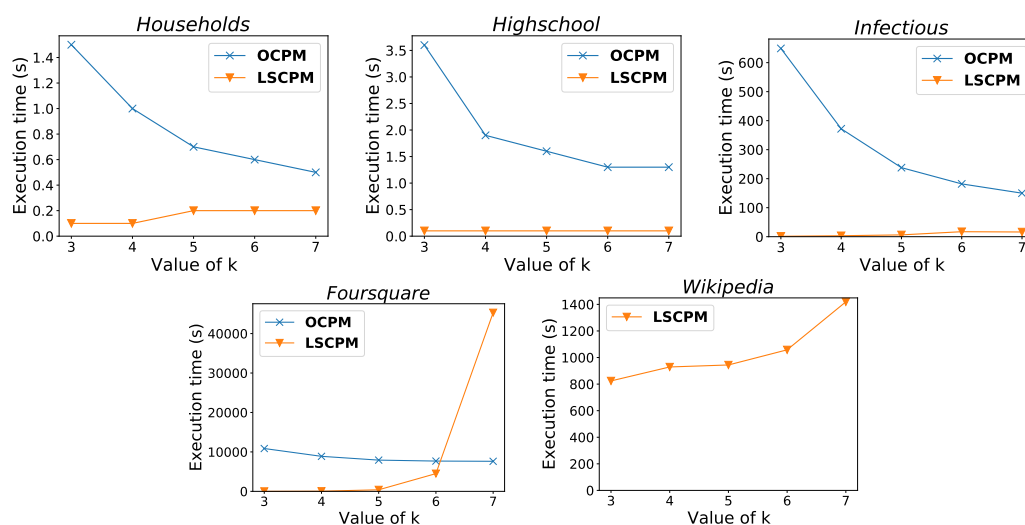 Households
Execution time (s)
1.4
1.2
1.0
0.8
0.6
0.4
0.2
0.0
OCPM
LSCPM
3 4 5 6 7
Value of k
Highschool
Execution time (s)
3.5
3.0
2.5
2.0
1.5
1.0
0.5
0.0
OCPM
LSCPM
3 4 5 6 7
Value of k
Infectious
Execution time (s)
600
500
400
300
200
100
0
OCPM
LSCPM
3 4 5 6 7
Value of k
Foursquare
Execution time (s)
40000
30000
20000
10000
0
OCPM
LSCPM
3 4 5 6 7
Value of k
Wikipedia
Execution time (s)
1400
1200
1000
800
600
400
200
0
LSCPM
3 4 5 6 7
Value of k